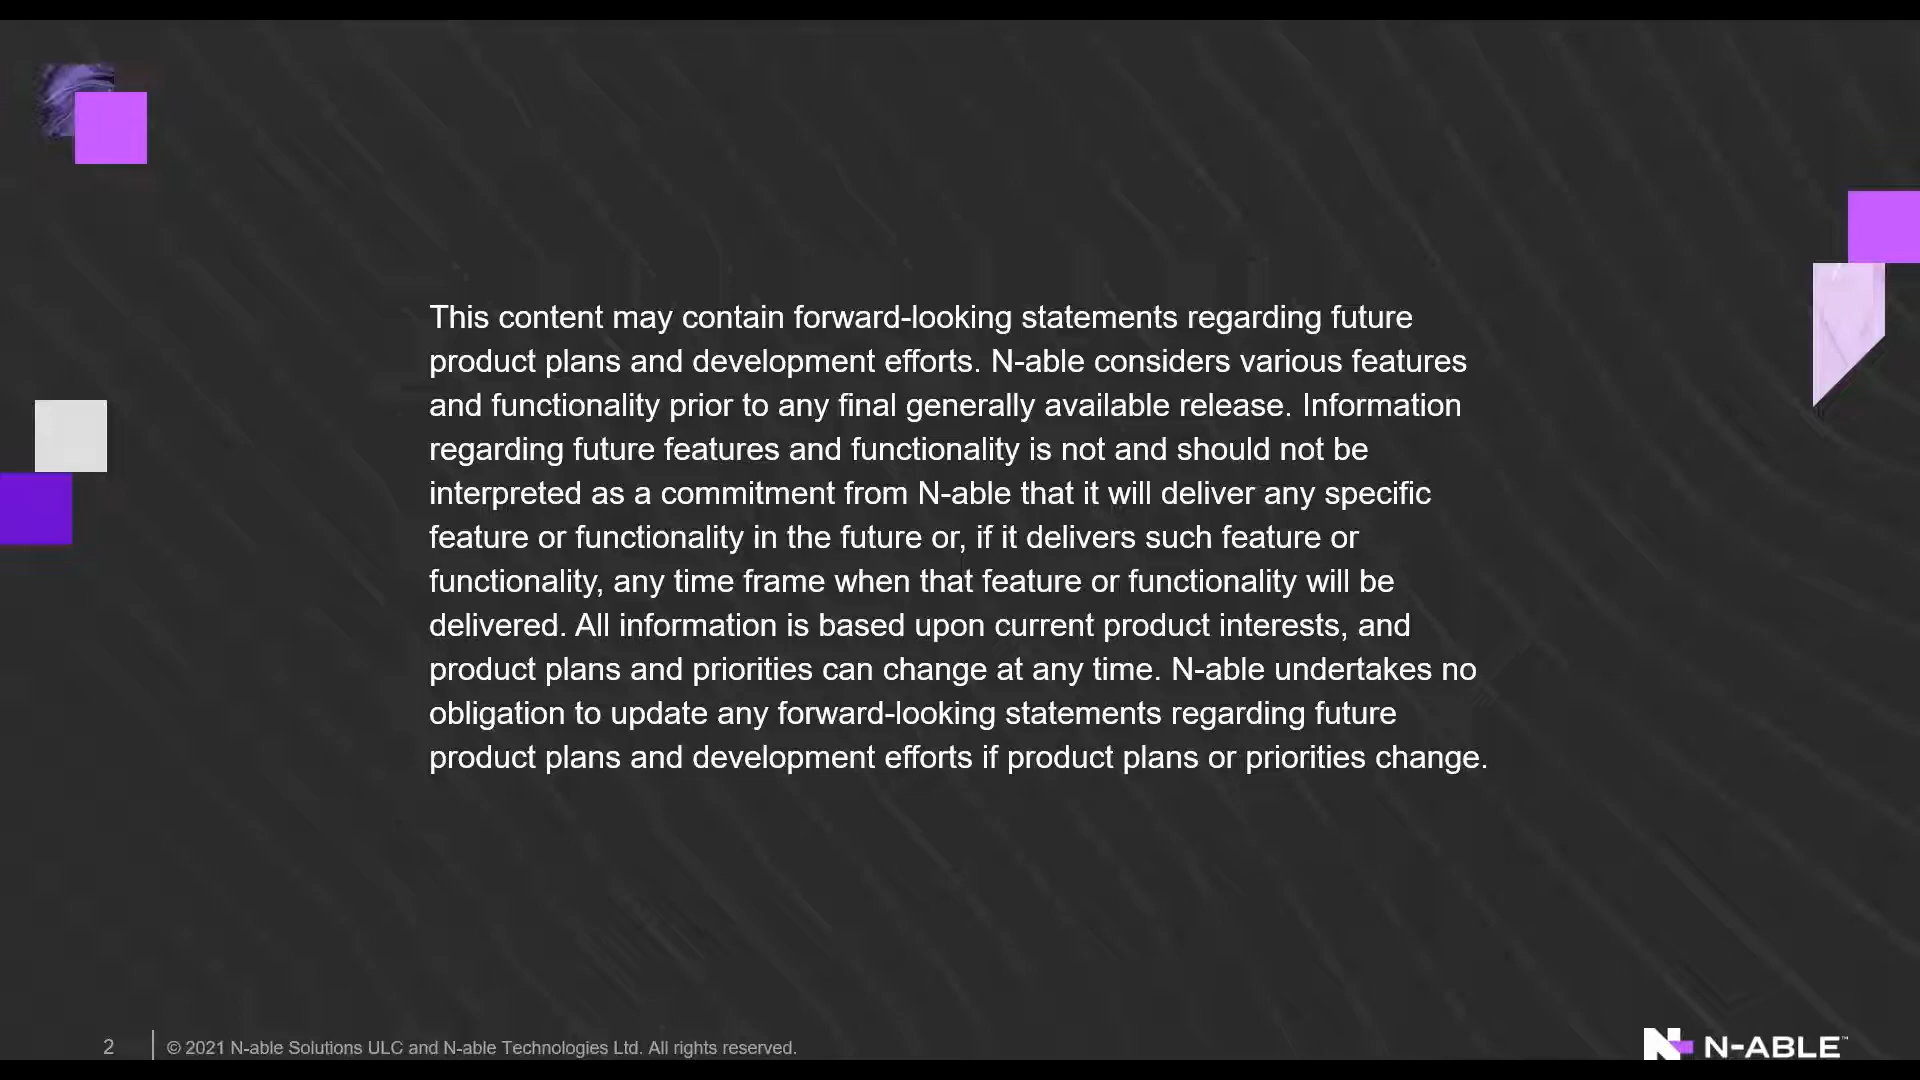 This content may contain forward-looking statements regarding future
product plans and development efforts. N-able considers various features
and functionality prior to any final generally available release. Information
regarding future features and functionality is not and should not be
interpreted as a commitment from N-able that it will deliver any specific
feature or functionality in the future or, if it delivers such feature or
functionality, any time frame when that feature or functionality will be
delivered. All information is based upon current product interests, and
product plans and priorities can change at any time. N-able undertakes no
obligation to update any forward-looking statements regarding future
product plans and development efforts if product plans or priorities change.
2
© 2021 N-able Solutions ULC and N-able Technologies Ltd. All rights reserved.
N-ABLE™